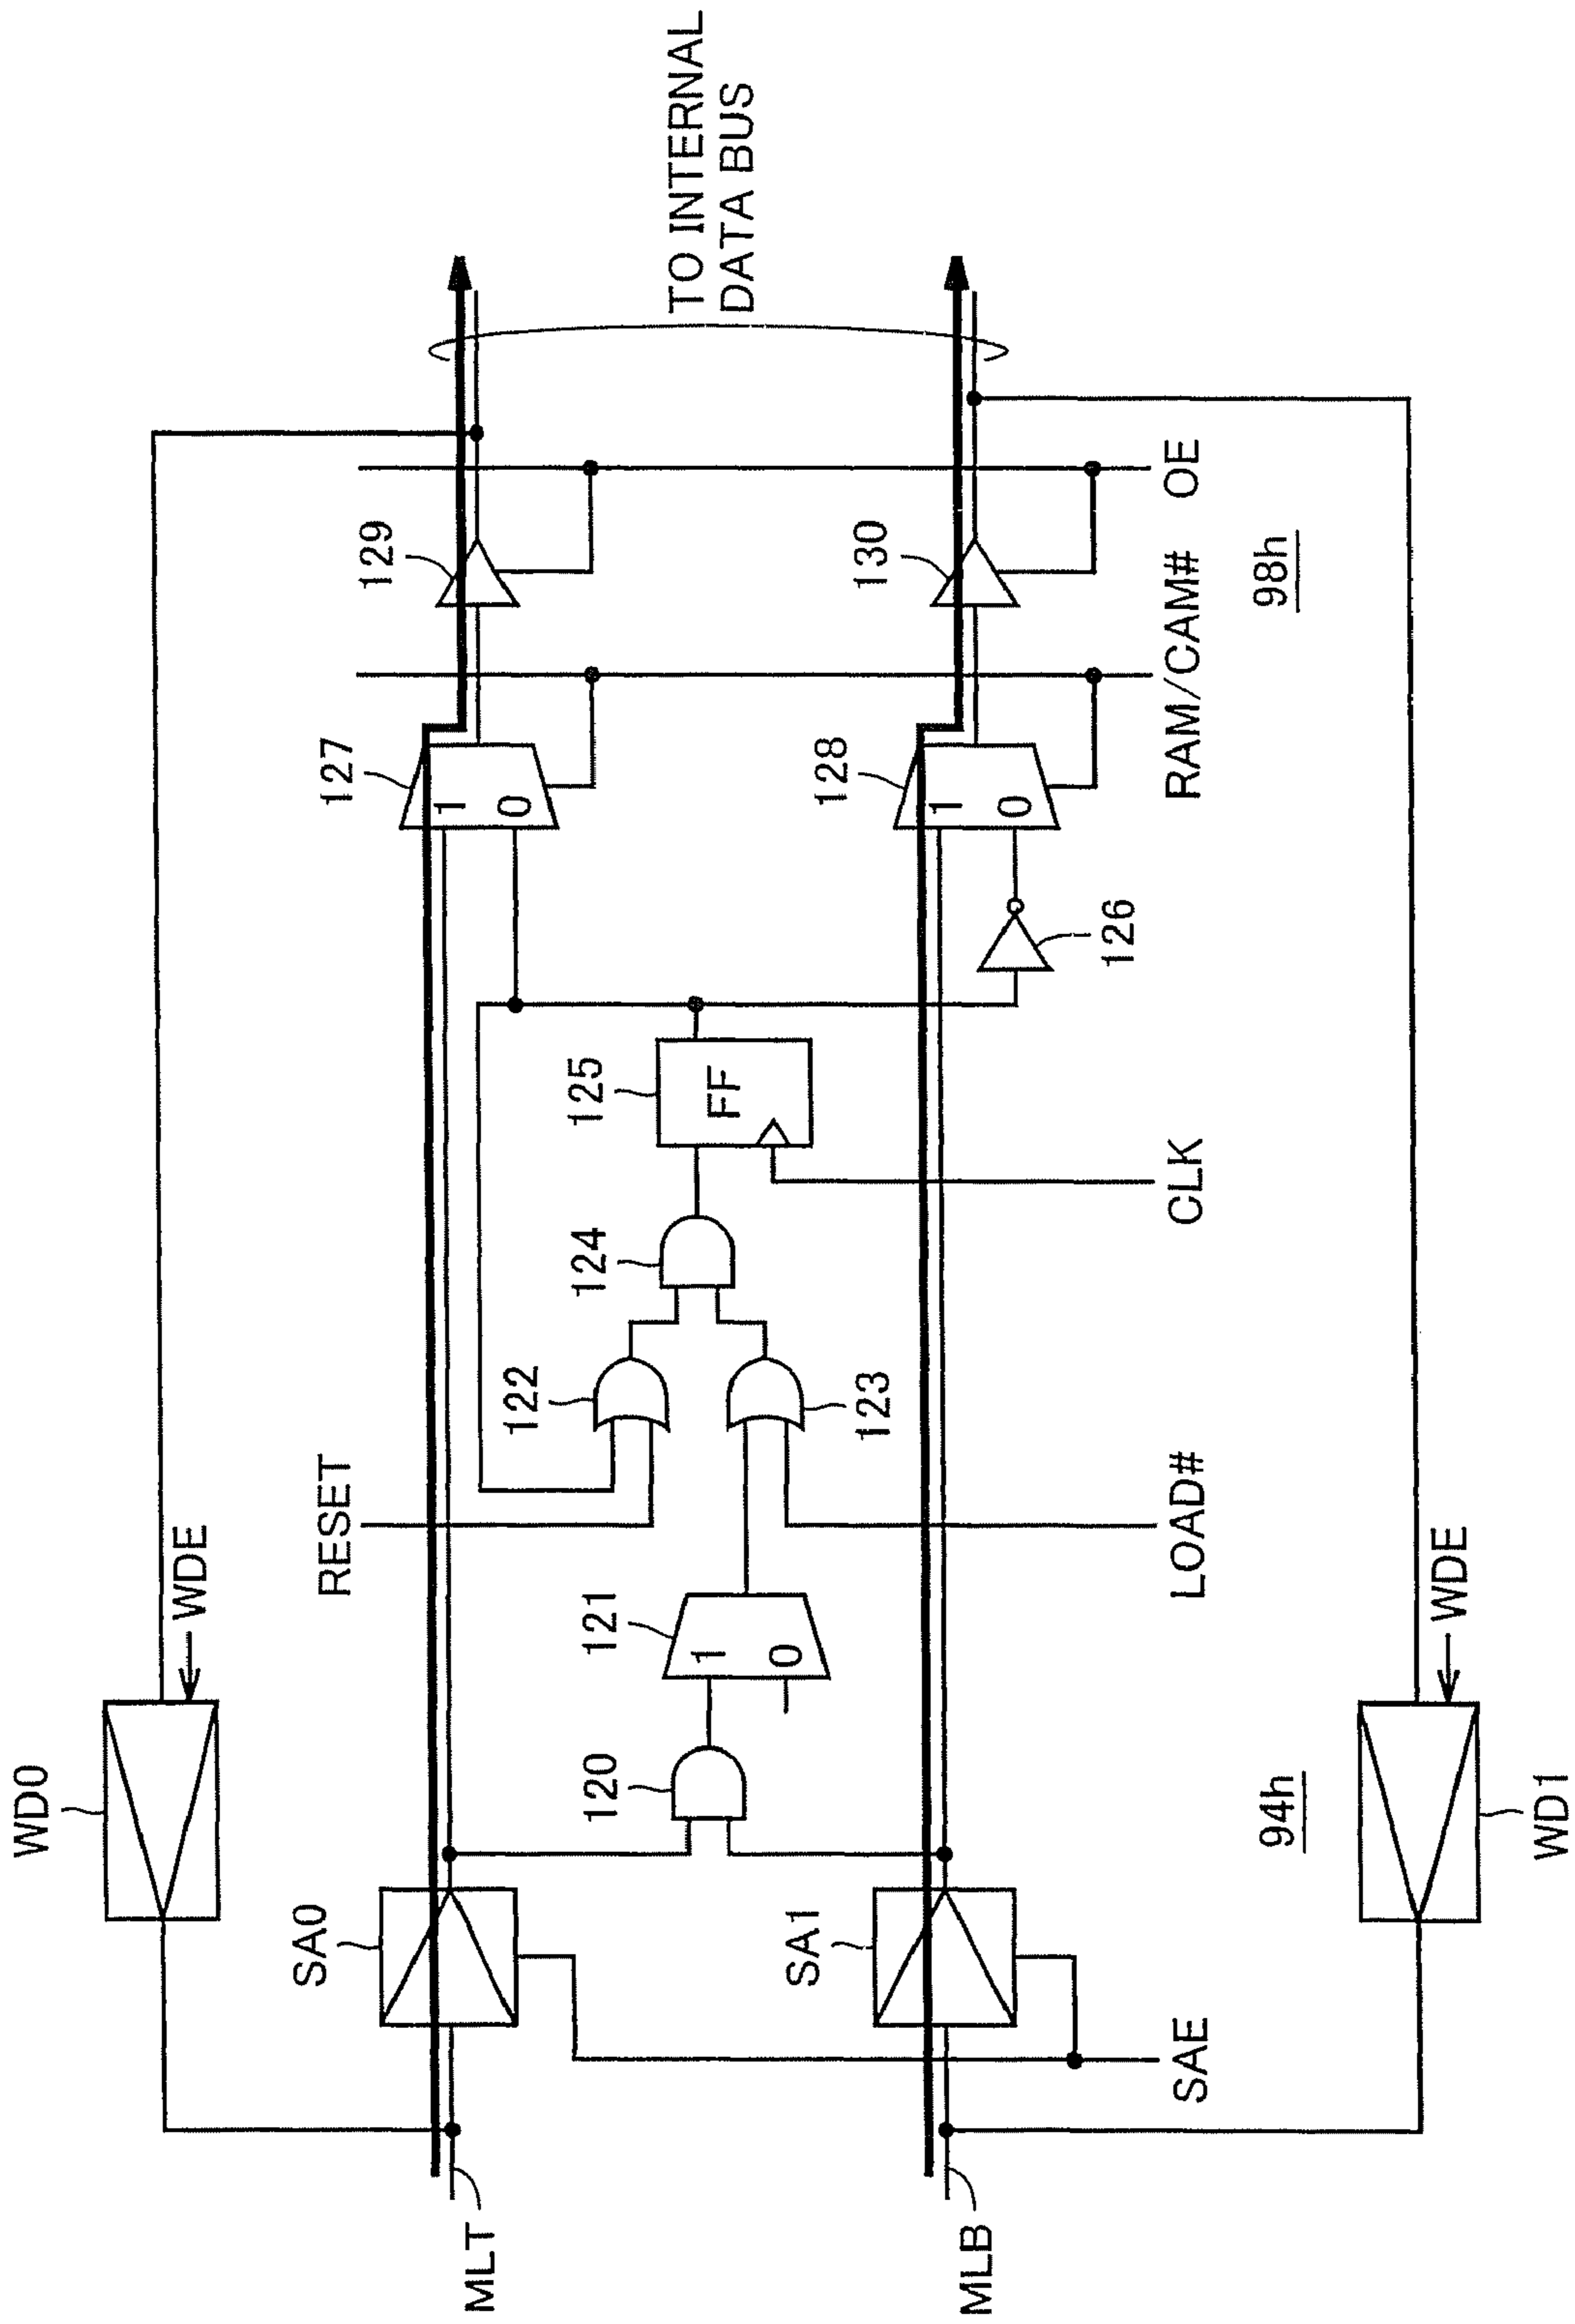 WD0
WDE
MLT
SA0
RESET
127
129
TO INTERNAL
DATA BUS
120
121
122
124
125
FF
1
0
1
0
123
MLB
SA1
128
130
1
0
126
SAE
LOAD#
CLK
RAM/CAM#
OE
94h
98h
WD1
WDE